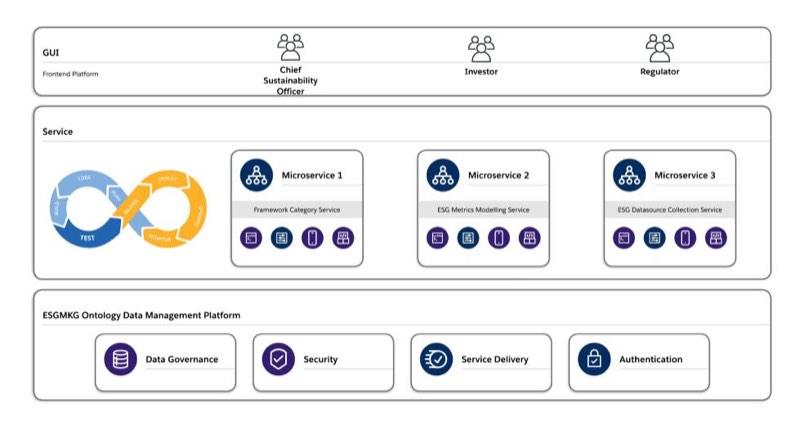 GUI
Frontend Platform
Chief
Sustainability
Officer
Investor
Regulator
Service
CODE
BUILD
PLAN
TEST
RELEASE
DEPLOY
OPERATE
MONITOR
Microservice 1
Framework Category Service
Microservice 2
ESG Metrics Modelling Service
Microservice 3
ESG Datasource Collection Service
ESGMKG Ontology Data Management Platform
Data Governance
Security
Service Delivery
Authentication